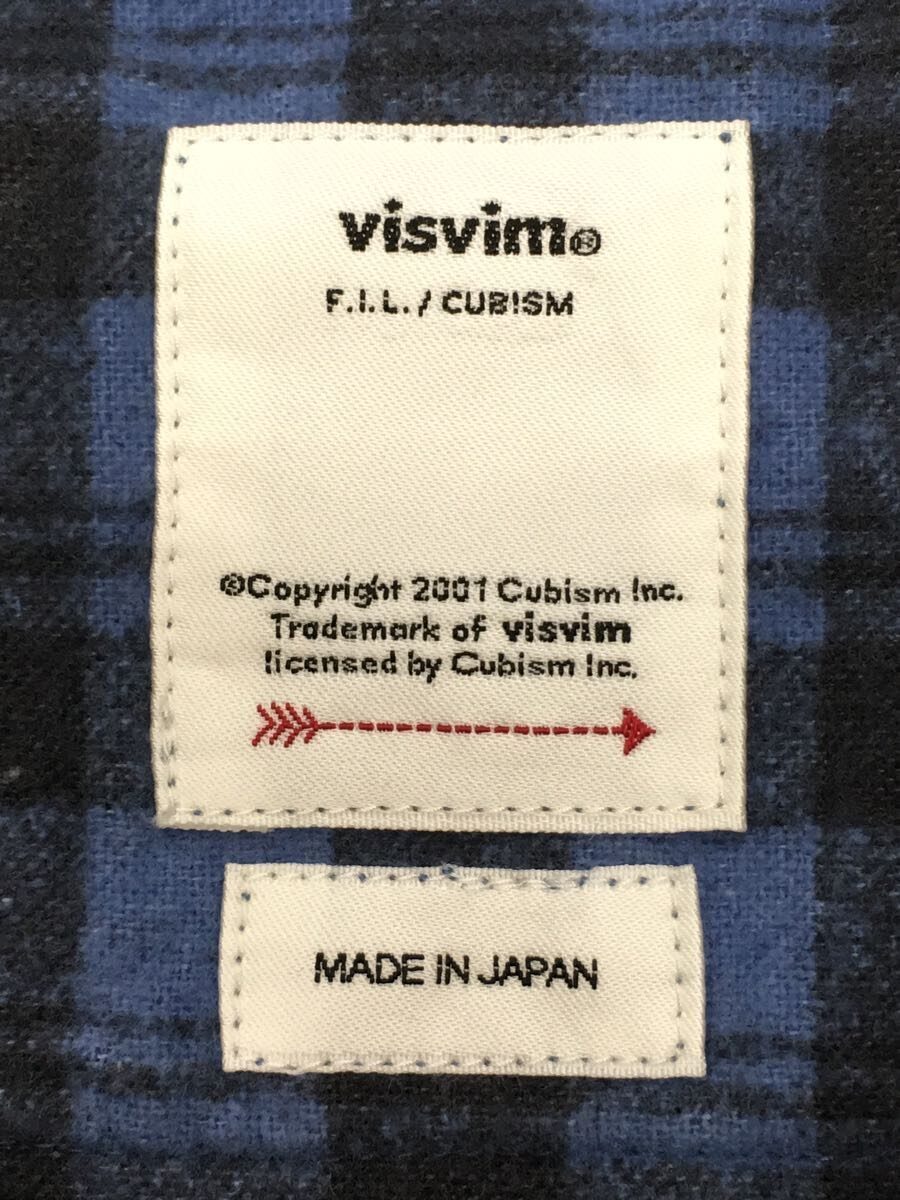 visvim®
F.I.L. / CUBISM
©Copyright 2001 Cubism Inc.
Trademark of visvim
licensed by Cubism Inc.
MADE IN JAPAN